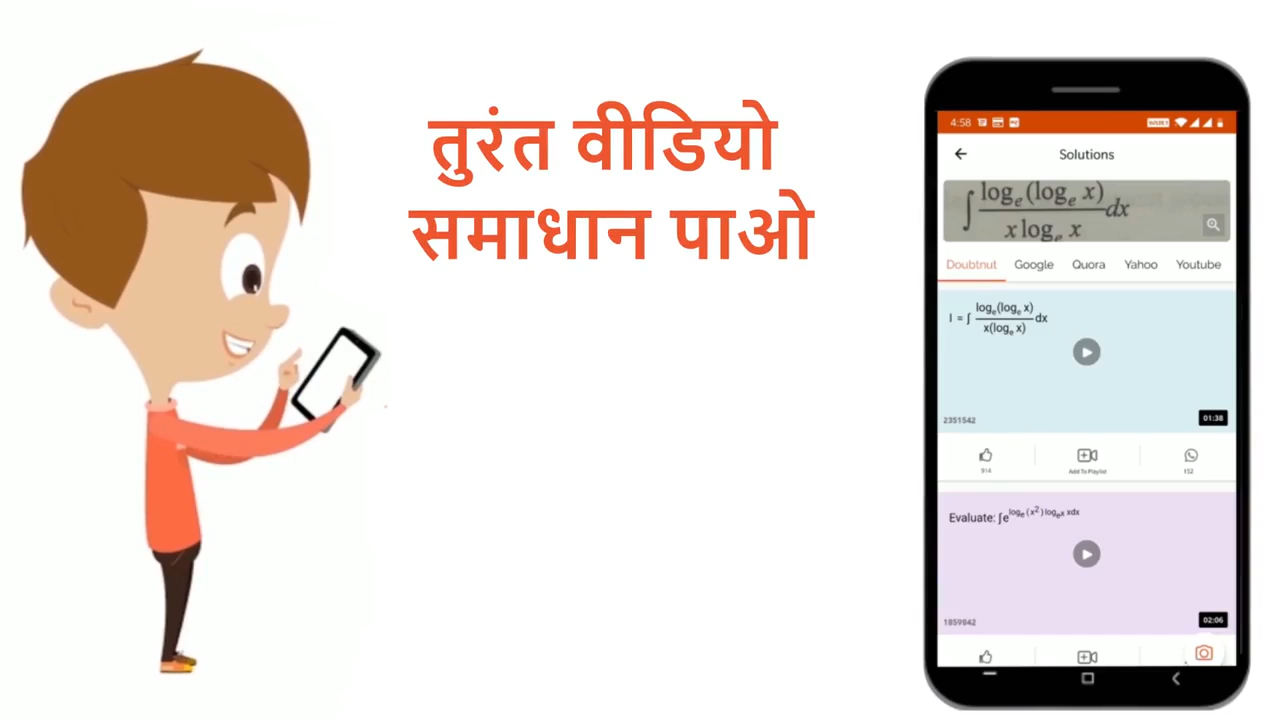 तुरंत वीडियो
समाधान पाओ
4:58
Solutions
∫ logₑ(logₑ x) / x logₑ x dx
Doubtnut Google Quora Yahoo Youtube
I = ∫ logₑ(logₑ x) / x(logₑ x) dx
2351542 01:38
914 Add To Playlist 152
Evaluate: ∫e^logₑ(x²) logₑx xdx
1859842 02:06